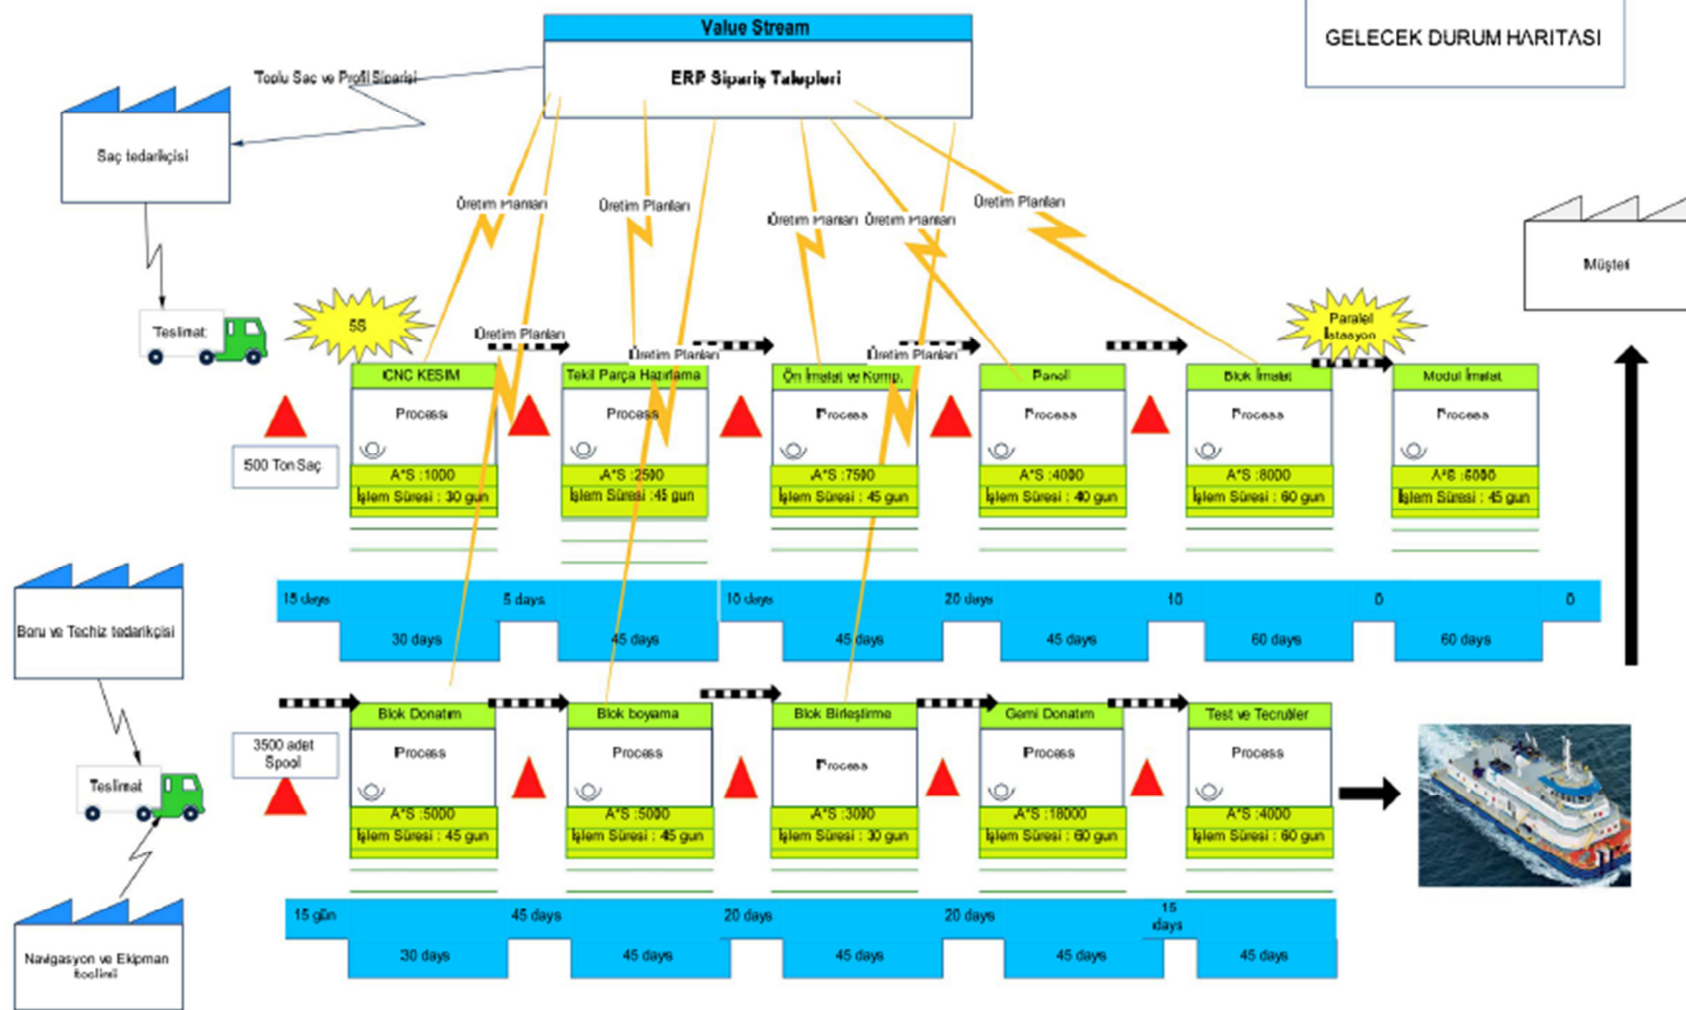 Value Stream
GELECEK DURUM HARİTASI
Toplu Saç ve Profil Siparişi
ERP Sipariş Talepleri
Saç tedarikçisi
Üretim Planları
Üretim Planları
Üretim Planları
Üretim Planları
Üretim Planları
Müşteri
Teslimat
5S
Üretim Planları
Üretim Planları
Üretim Planları
Paralel
İstasyon
CNC KESIM
Tekil Parça Hazırlama
Ön İmalat ve Komp.
Panel
Blok İmalat
Modul İmalat
Process
Process
Process
Process
Process
Process
500 Ton Saç
A*S :1000
A*S :2500
A*S :7500
A*S :4000
A*S :8000
A*S :6000
İşlem Süresi : 30 gun
İşlem Süresi :45 gun
İşlem Süresi : 45 gun
İşlem Süresi : 40 gun
İşlem Süresi : 60 gun
İşlem Süresi : 45 gun
15 days
5 days
10 days
20 days
10
0
0
30 days
45 days
45 days
45 days
60 days
60 days
Boru ve Techiz tedarikçisi
Blok Donatım
Blok boyama
Blok Birleştirme
Gemi Donatım
Test ve Tecrubler
3500 adet
Spool
Process
Process
Process
Process
Process
Teslimat
A*S :5000
A*S :5000
A*S :3000
A*S :18000
A*S :4000
İşlem Süresi : 45 gun
İşlem Süresi : 45 gun
İşlem Süresi : 30 gun
İşlem Süresi : 60 gun
İşlem Süresi : 60 gun
15 gün
45 days
20 days
20 days
15
days
30 days
45 days
45 days
45 days
45 days
Navigasyon ve Ekipman